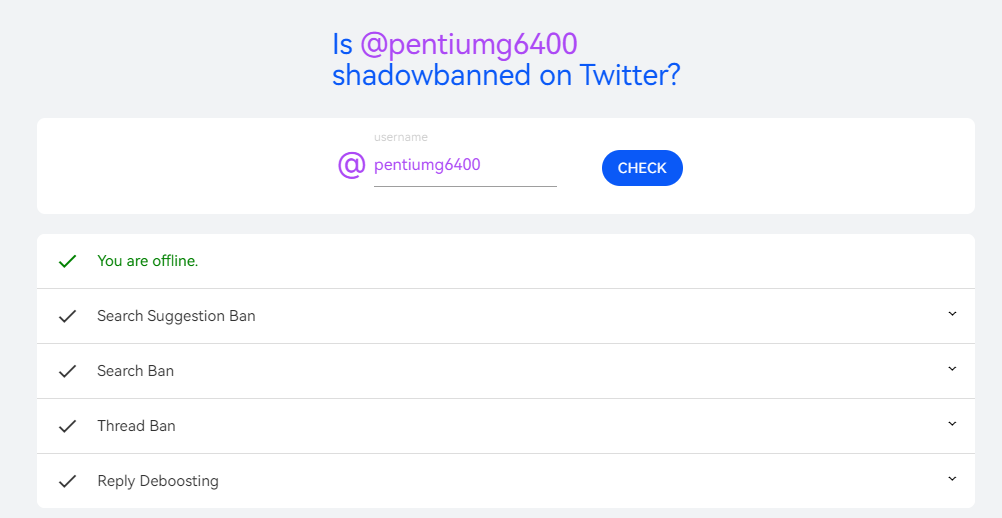 Is @pentiumg6400
shadowbanned on Twitter?
username
@ pentiumg6400
CHECK
You are offline.
Search Suggestion Ban
Search Ban
Thread Ban
Reply Deboosting